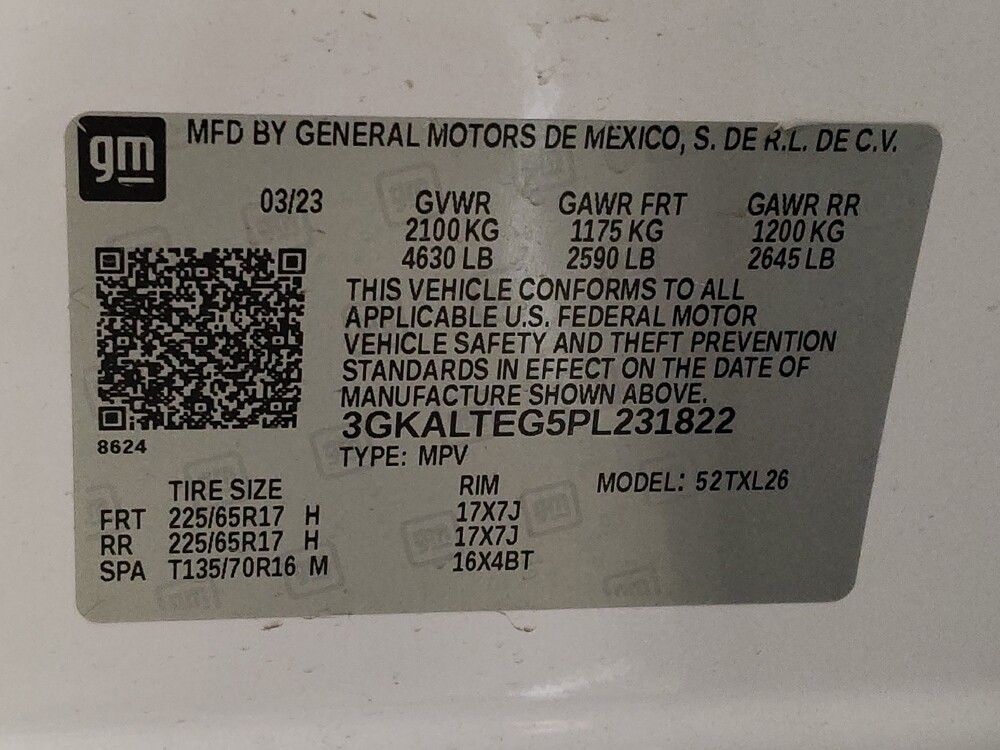 gm MFD BY GENERAL MOTORS DE MEXICO, S. DE R.L. DE C.V.
03/23 GVWR GAWR FRT GAWR RR
2100 KG 1175 KG 1200 KG
4630 LB 2590 LB 2645 LB
THIS VEHICLE CONFORMS TO ALL
APPLICABLE U.S. FEDERAL MOTOR
VEHICLE SAFETY AND THEFT PREVENTION
STANDARDS IN EFFECT ON THE DATE OF
MANUFACTURE SHOWN ABOVE.
3GKALTEG5PL231822
8624
TYPE: MPV
TIRE SIZE RIM MODEL: 52TXL26
FRT 225/65R17 H 17X7J
RR 225/65R17 H 17X7J
SPA T135/70R16 M 16X4BT